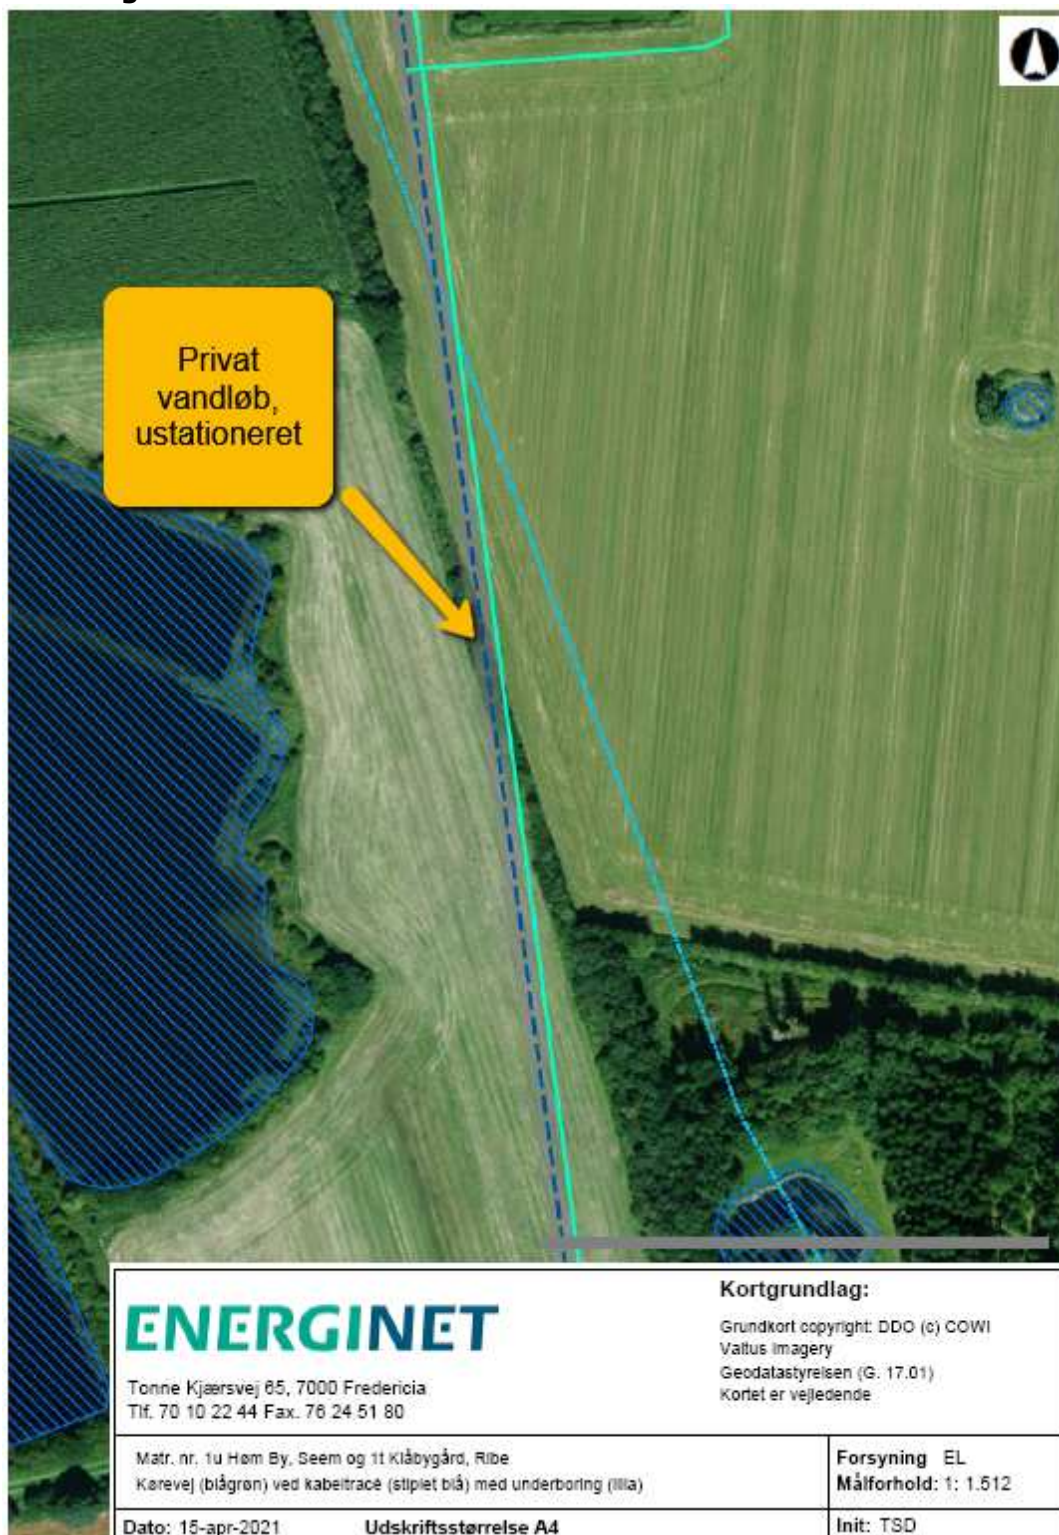 Privat
vandløb,
ustationeret
ENERGINET
Tonne Kjærsvej 65, 7000 Fredericia
Tlf. 70 10 22 44 Fax. 76 24 51 80
Kortgrundlag:
Grundkort copyright: DDO (c) COWI
Valtus Imagery
Geodatastyrelsen (G. 17.01)
Kortet er vejledende
Matr. nr. 1u Høm By, Seem og 1t Klåbygård, Ribe
Kørevej (blågrøn) ved kabeltracé (stiplet blå) med underboring (lilla)
Forsyning EL
Målforhold: 1: 1.512
Dato: 15-apr-2021 Udskriftsstørrelse A4
Init: TSD